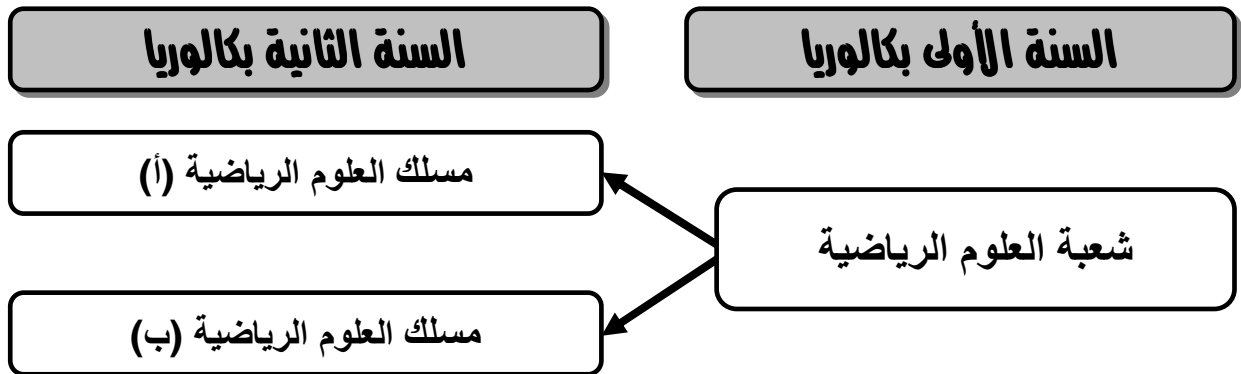 السنة الأولى بكالوريا
السنة الثانية بكالوريا
شعبة العلوم الرياضية
مسلك العلوم الرياضية (أ)
مسلك العلوم الرياضية (ب)